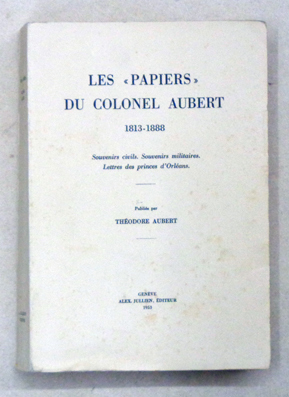 LES «PAPIERS»
DU COLONEL AUBERT
1813-1888
Souvenirs civils. Souvenirs militaires.
Lettres des princes d'Orléans.
Publiés par
THÉODORE AUBERT
GENÈVE
ALEX. JULLIEN, ÉDITEUR